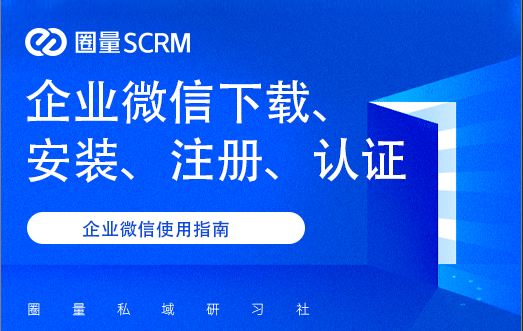 圈量SCRM
企业微信下载、
安装、注册、认证
企业微信使用指南
圈量私域研习社